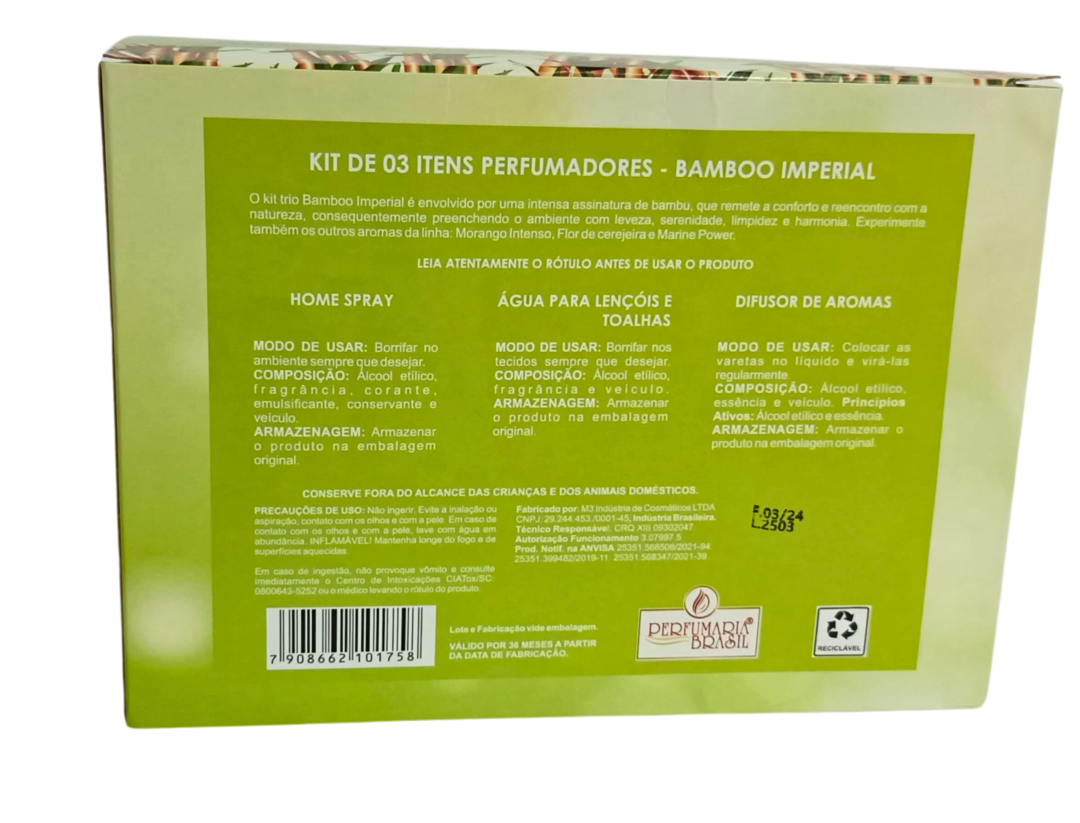 KIT DE 03 ITENS PERFUMADORES - BAMBOO IMPERIAL
O kit trio Bamboo Imperial é envolvido por uma intensa assinatura de bambu, que remete a conforto e reencontro com a
natureza, consequentemente preenchendo o ambiente com leveza, serenidade, limpidez e harmonia. Experimente
também os outros aromas da linha: Morango Intenso, Flor de cerejeira e Marine Power.
LEIA ATENTAMENTE O RÓTULO ANTES DE USAR O PRODUTO
HOME SPRAY
MODO DE USAR: Borrifar no
ambiente sempre que desejar.
COMPOSIÇÃO: Álcool etílico,
fragrância, corante,
emulsificante, conservante e
veículo.
ARMAZENAGEM: Armazenar
o produto na embalagem
original.
ÁGUA PARA LENÇÓIS E
TOALHAS
MODO DE USAR: Borrifar nos
tecidos sempre que desejar.
COMPOSIÇÃO: Álcool etílico,
fragrância e veículo.
ARMAZENAGEM: Armazenar
o produto na embalagem
original.
DIFUSOR DE AROMAS
MODO DE USAR: Colocar as
varetas no líquido e virá-las
regularmente.
COMPOSIÇÃO: Álcool etílico,
essência e veículo. Princípios
Ativos: Álcool etílico e essência.
ARMAZENAGEM: Armazenar o
produto na embalagem original.
CONSERVE FORA DO ALCANCE DAS CRIANÇAS E DOS ANIMAIS DOMÉSTICOS.
PRECAUÇÕES DE USO: Não ingerir. Evite a inalação ou
aspiração, contato com os olhos e com a pele. Em caso de
contato com os olhos e com a pele, lave com água em
abundância. INFLAMÁVEL! Mantenha longe do fogo e de
superfícies aquecidas.
Em caso de ingestão, não provoque vômito e consulte
imediatamente o Centro de Intoxicações CIATox/SC:
0800643-5252 ou o médico levando o rótulo do produto.
Fabricado por: M3 Indústria de Cosméticos LTDA
CNPJ: 29.244.453./0001-45, Indústria Brasileira.
Técnico Responsável: CRQ XIII 09302047
Autorização Funcionamento 3.07997.5
Prod. Notif. na ANVISA 25351.568506/2021-94
25351.399482/2019-11 25351.568347/2021-39
F.03/24
L.2503
7 908662 101758
Lote e Fabricação vide embalagem.
VÁLIDO POR 36 MESES A PARTIR
DA DATA DE FABRICAÇÃO.
PERFUMARIA®
BRASIL
RECICLÁVEL